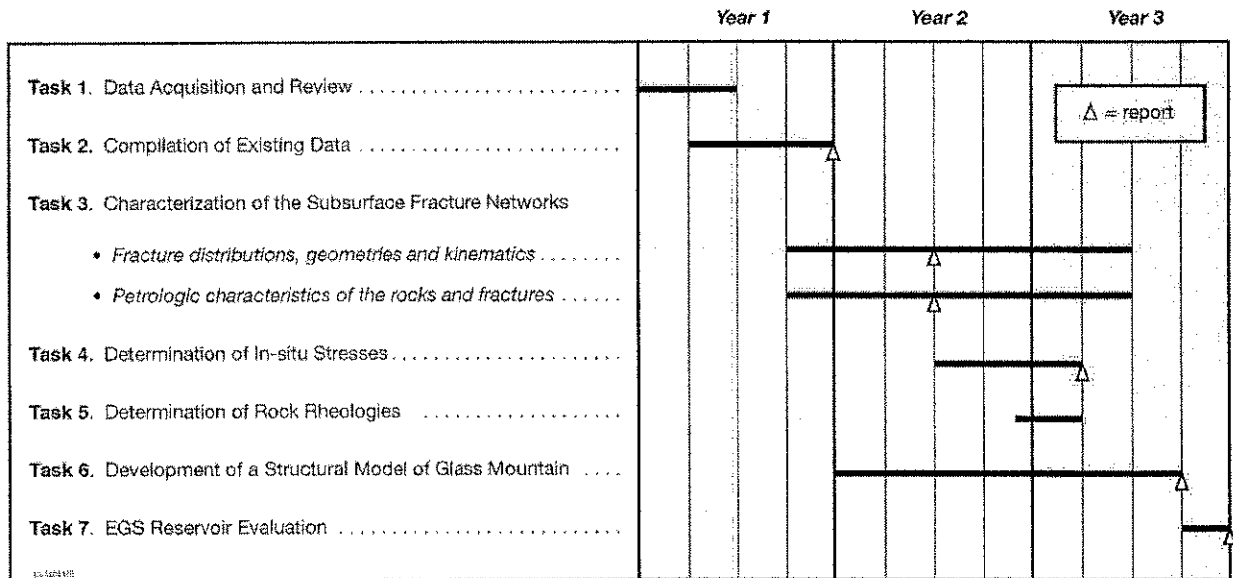 Year 1 Year 2 Year 3
Task 1. Data Acquisition and Review ........................
Δ = report
Task 2. Compilation of Existing Data ........................
Task 3. Characterization of the Subsurface Fracture Networks
• Fracture distributions, geometries and kinematics ........
• Petrologic characteristics of the rocks and fractures ......
Task 4. Determination of In-situ Stresses .....................
Task 5. Determination of Rock Rheologies ..................
Task 6. Development of a Structural Model of Glass Mountain ....
Task 7. EGS Reservoir Evaluation ..........................